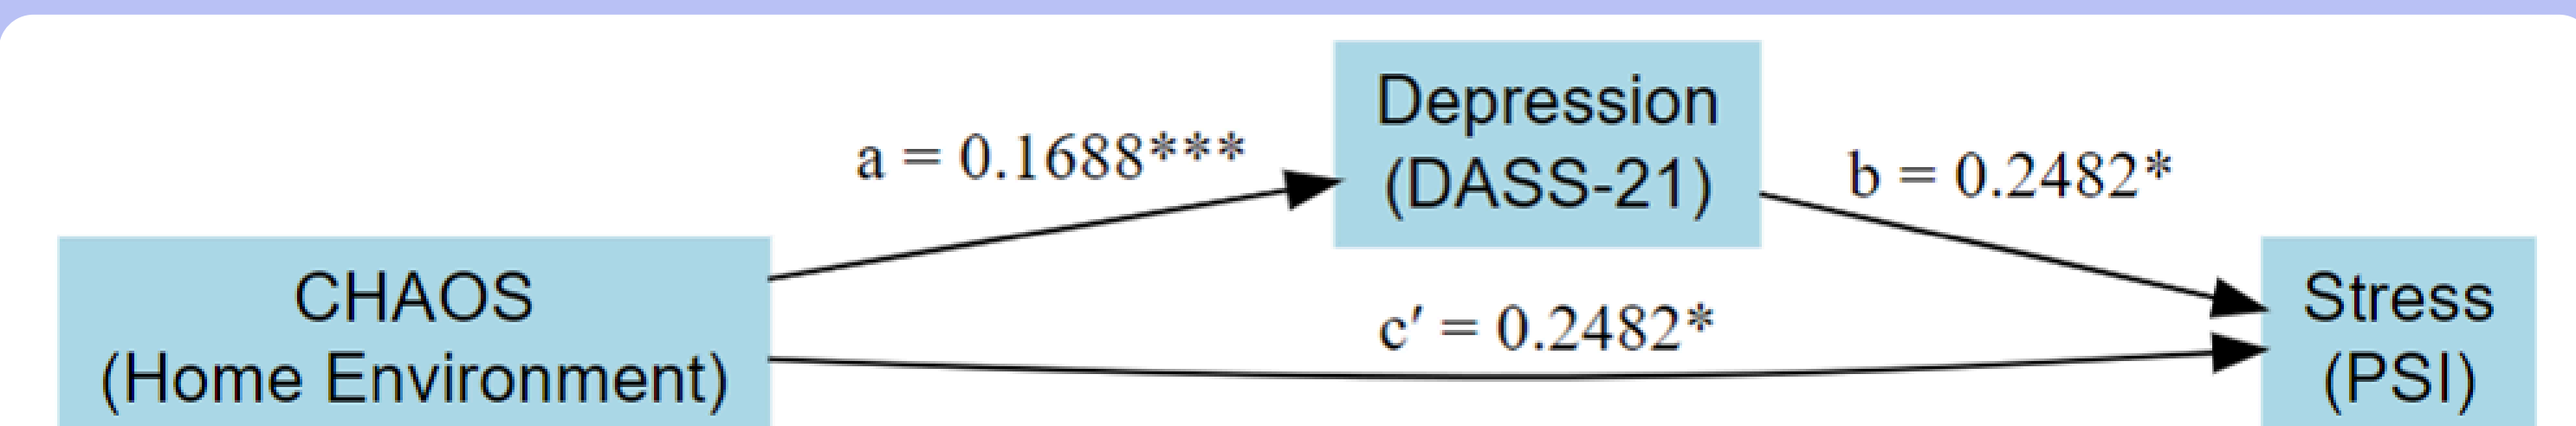 Depression
(DASS-21)
a = 0.1688***
b = 0.2482*
CHAOS
(Home Environment)
c′ = 0.2482*
Stress
(PSI)